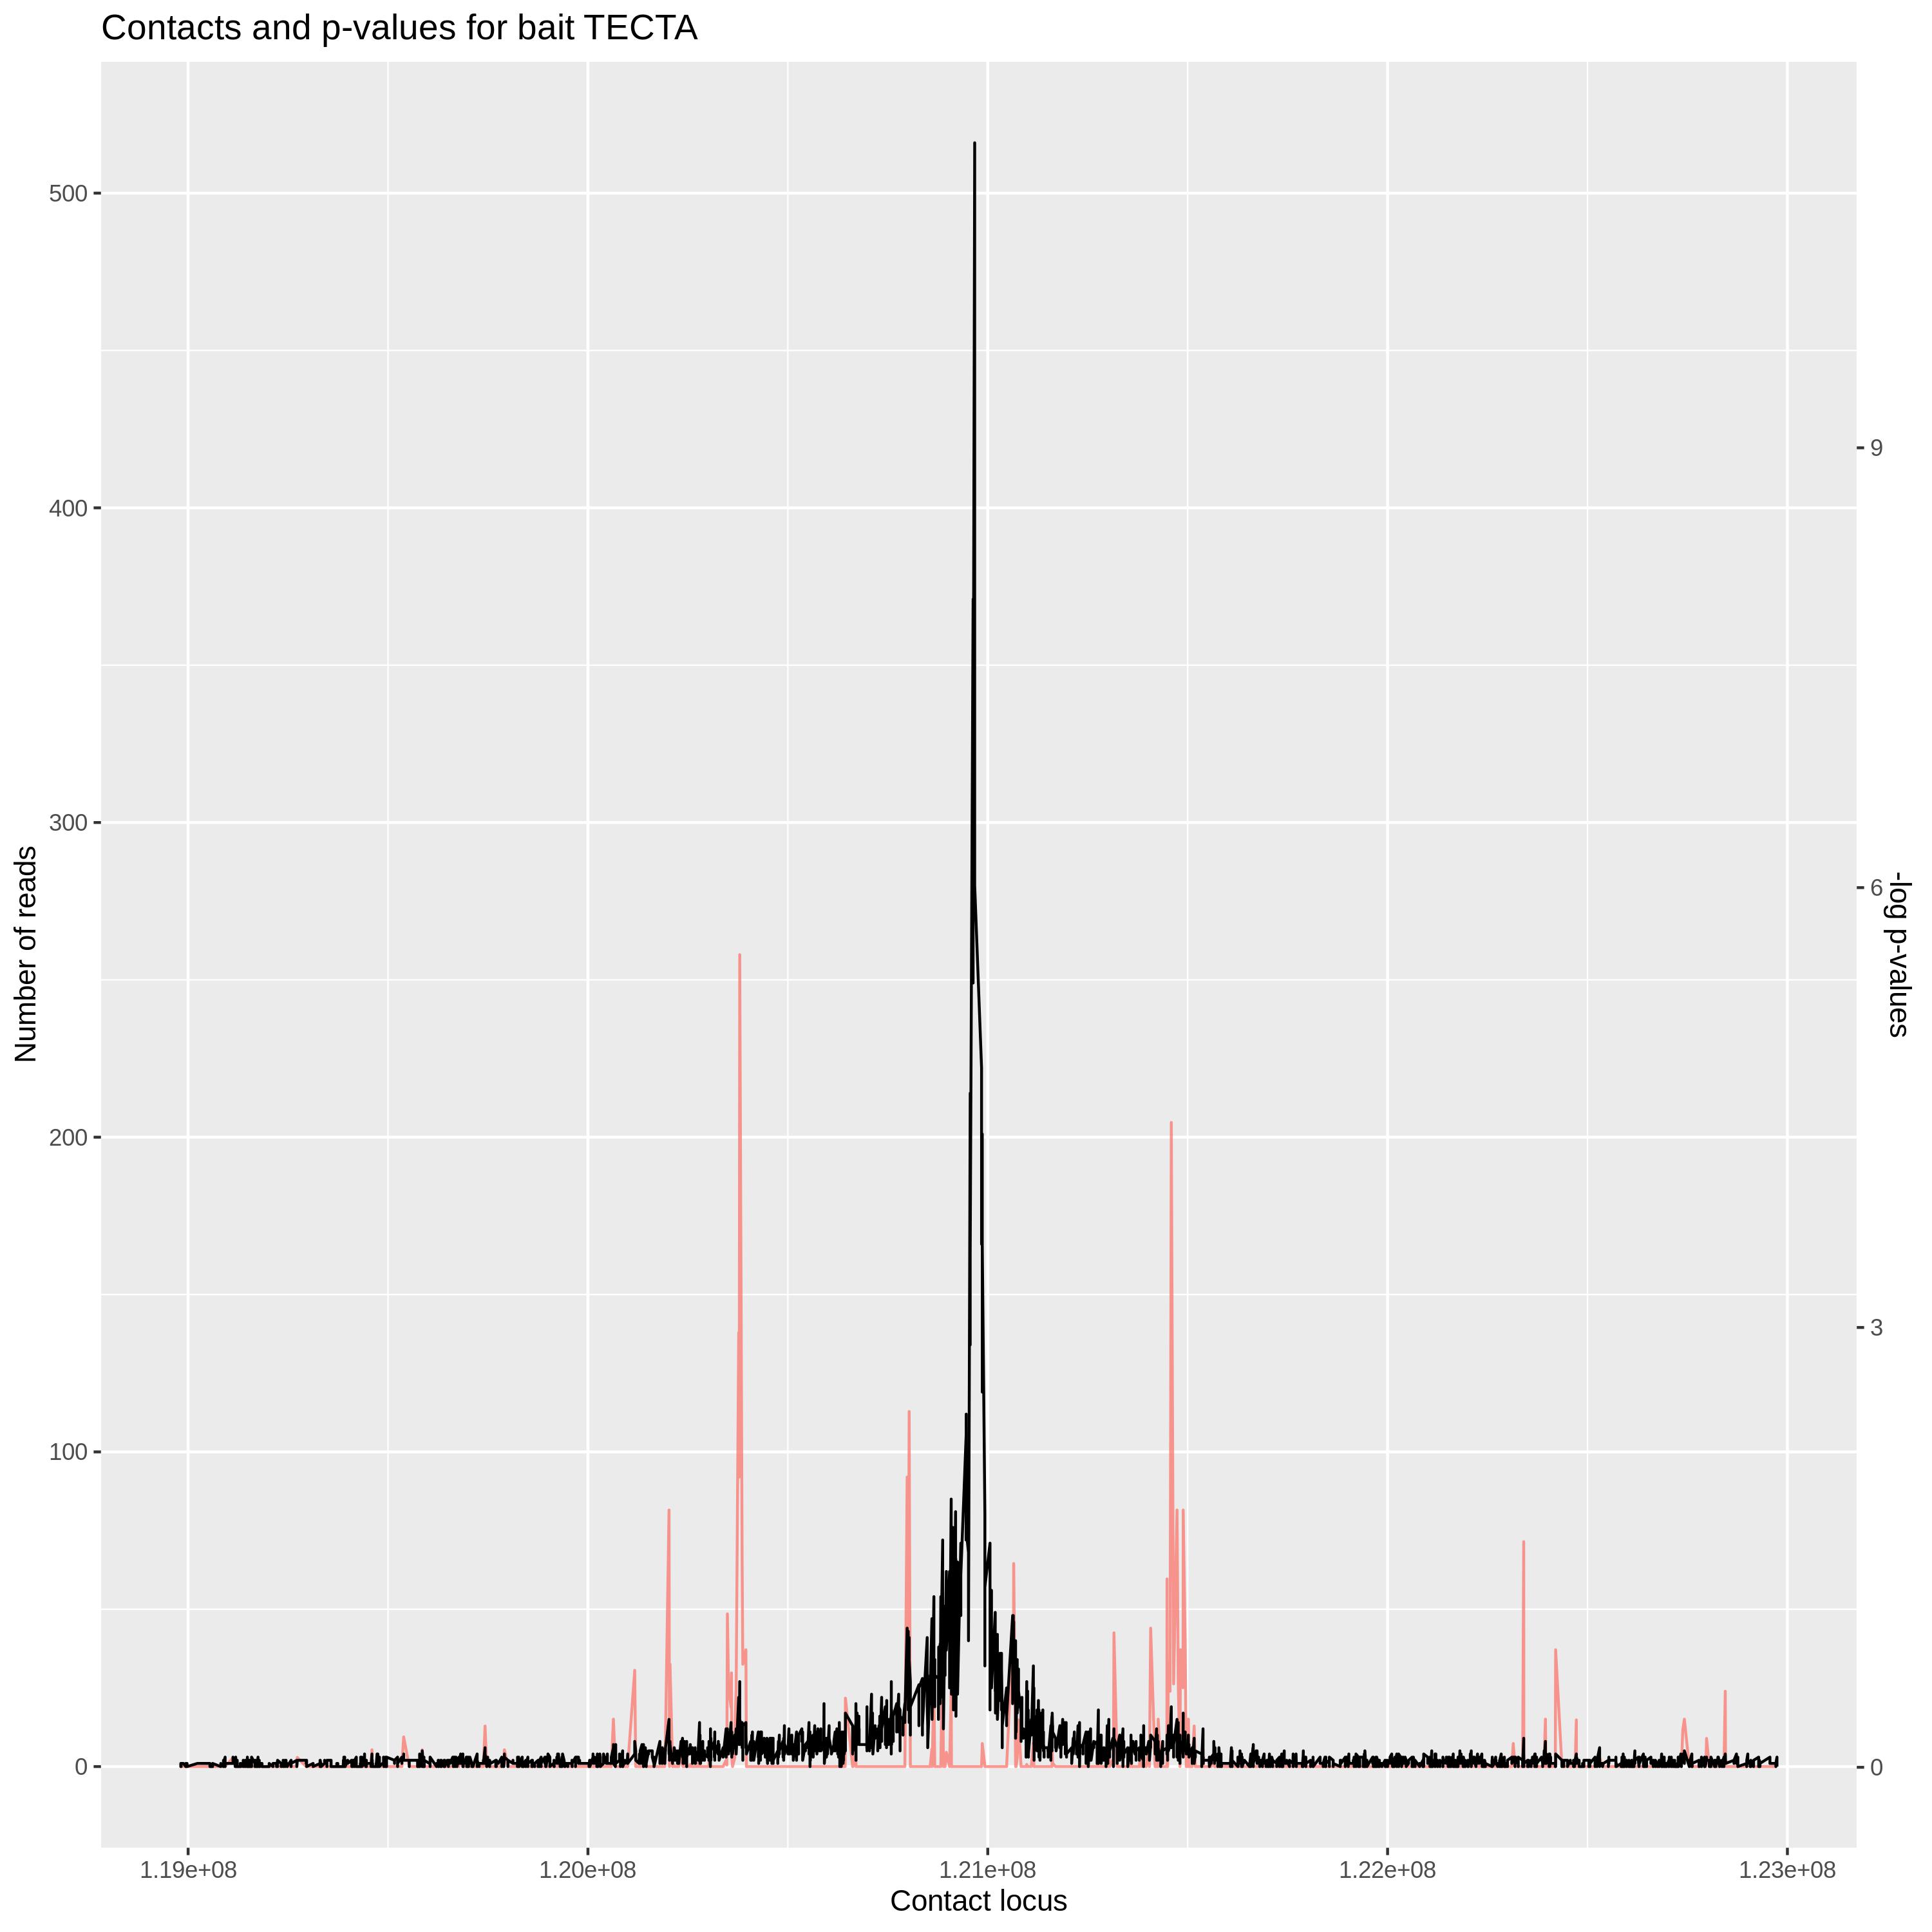 Contacts and p-values for bait TECTA
500
400
300
200
100
0
Number of reads
9
6
3
0
-log p-values
1.19e+08
1.20e+08
1.21e+08
1.22e+08
1.23e+08
Contact locus